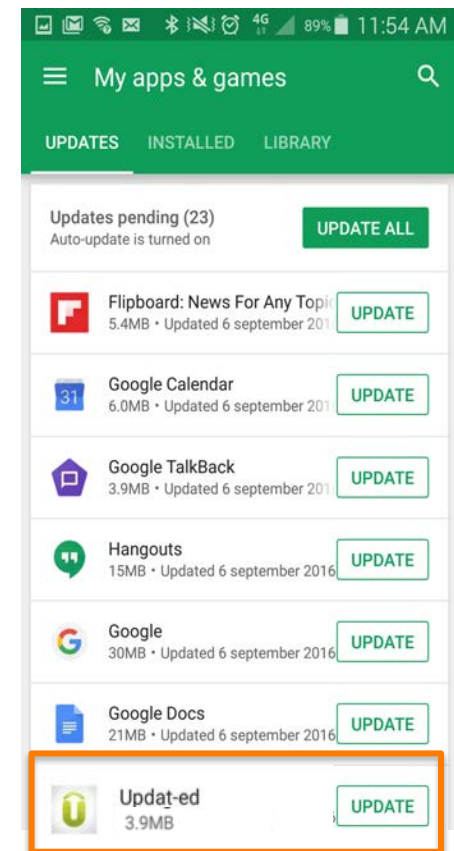 4G 89% 11:54 AM
My apps & games
UPDATES INSTALLED LIBRARY
Updates pending (23)
Auto-update is turned on
UPDATE ALL
Flipboard: News For Any Topic
5.4MB • Updated 6 september 201
UPDATE
31
Google Calendar
6.0MB • Updated 6 september 201
UPDATE
Google TalkBack
3.9MB • Updated 6 september 201
UPDATE
Hangouts
15MB • Updated 6 september 2016
UPDATE
G
Google
30MB • Updated 6 september 2016
UPDATE
Google Docs
21MB • Updated 6 september 2016
UPDATE
Updat-ed
3.9MB
UPDATE